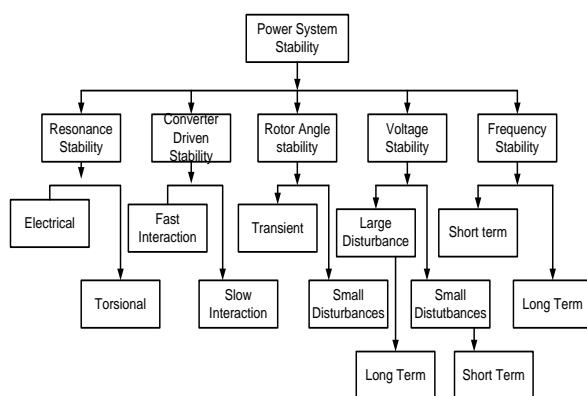 Power System
Stability
Resonance
Stability
Converter
Driven
Stability
Rotor Angle
stability
Voltage
Stability
Frequency
Stability
Electrical
Fast
Interaction
Transient
Large
Disturbance
Short term
Torsional
Slow
Interaction
Small
Disturbances
Small
Distutbances
Long Term
Long Term
Short Term